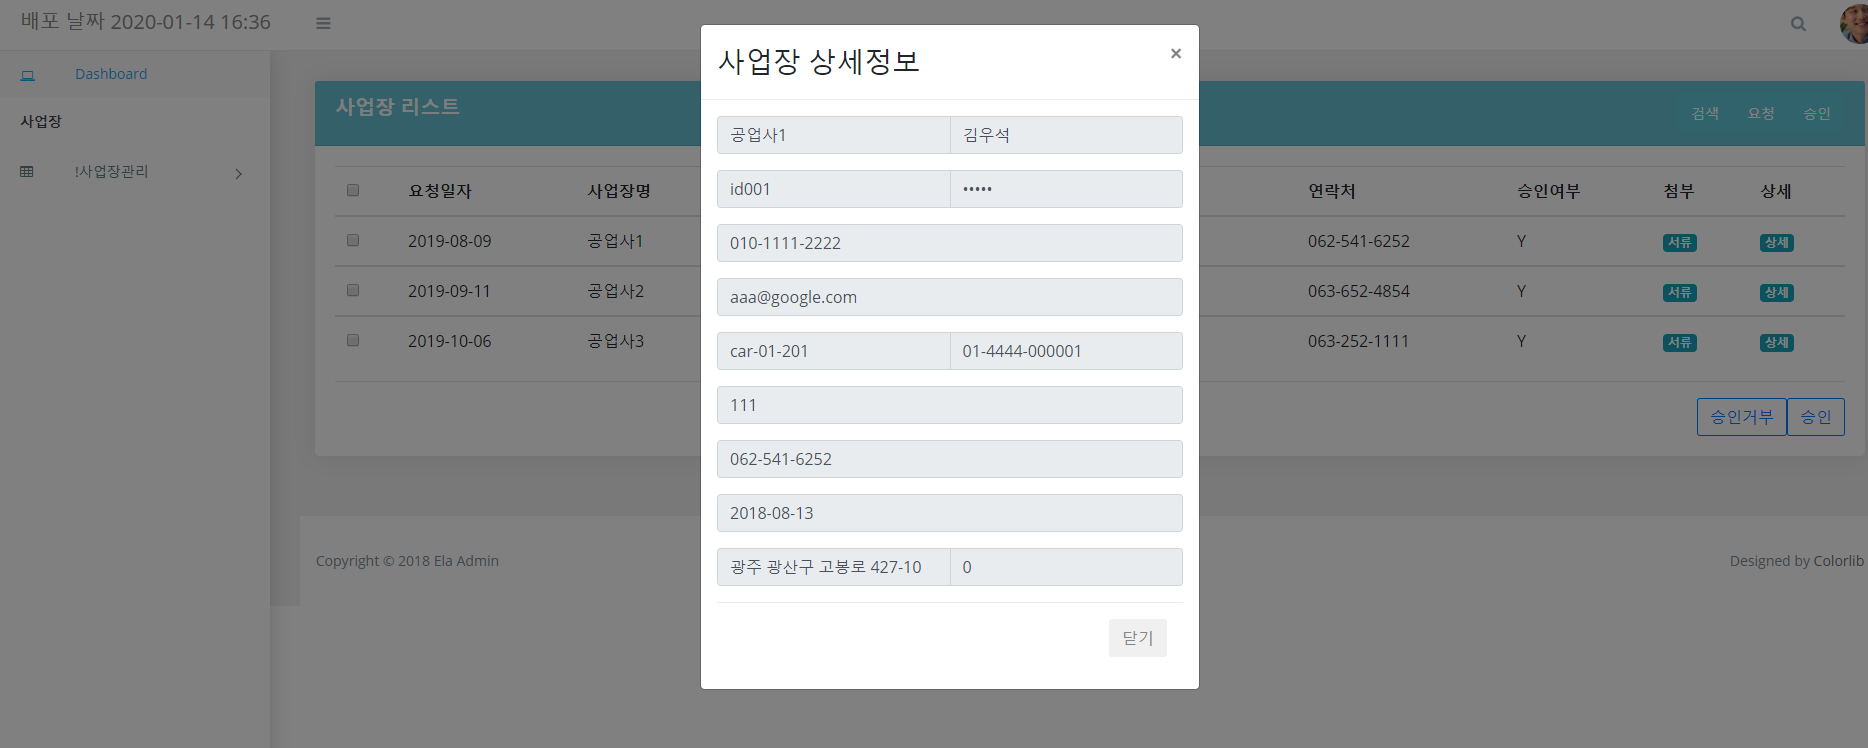 배포 날짜 2020-01-14 16:36
Dashboard
사업장
!사업장관리
사업장 리스트
검색 요청 승인
요청일자 사업장명 연락처 승인여부 첨부 상세
2019-08-09 공업사1 062-541-6252 Y 서류 상세
2019-09-11 공업사2 063-652-4854 Y 서류 상세
2019-10-06 공업사3 063-252-1111 Y 서류 상세
승인거부 승인
Copyright © 2018 Ela Admin
Designed by Colorlib
사업장 상세정보 ×
공업사1 김우석
id001 •••••
010-1111-2222
aaa@google.com
car-01-201 01-4444-000001
111
062-541-6252
2018-08-13
광주 광산구 고봉로 427-10 0
닫기